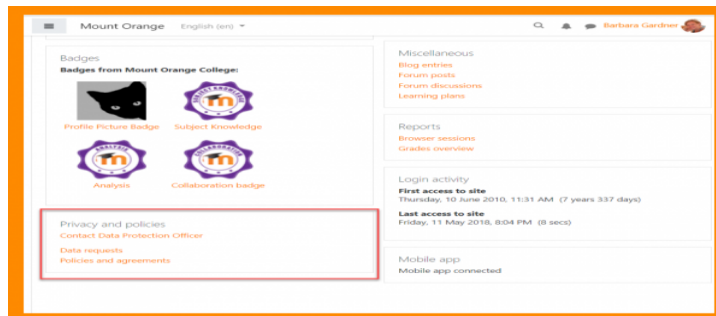 Mount Orange English (en) Barbara Gardner
Badges
Badges from Mount Orange College:
Profile Picture Badge Subject Knowledge
Analysis Collaboration badge
Privacy and policies
Contact Data Protection Officer
Data requests
Policies and agreements
Miscellaneous
Blog entries
Forum posts
Forum discussions
Learning plans
Reports
Browser sessions
Grades overview
Login activity
First access to site
Thursday, 10 June 2010, 11:31 AM (7 years 337 days)
Last access to site
Friday, 11 May 2018, 8:04 PM (8 secs)
Mobile app
Mobile app connected